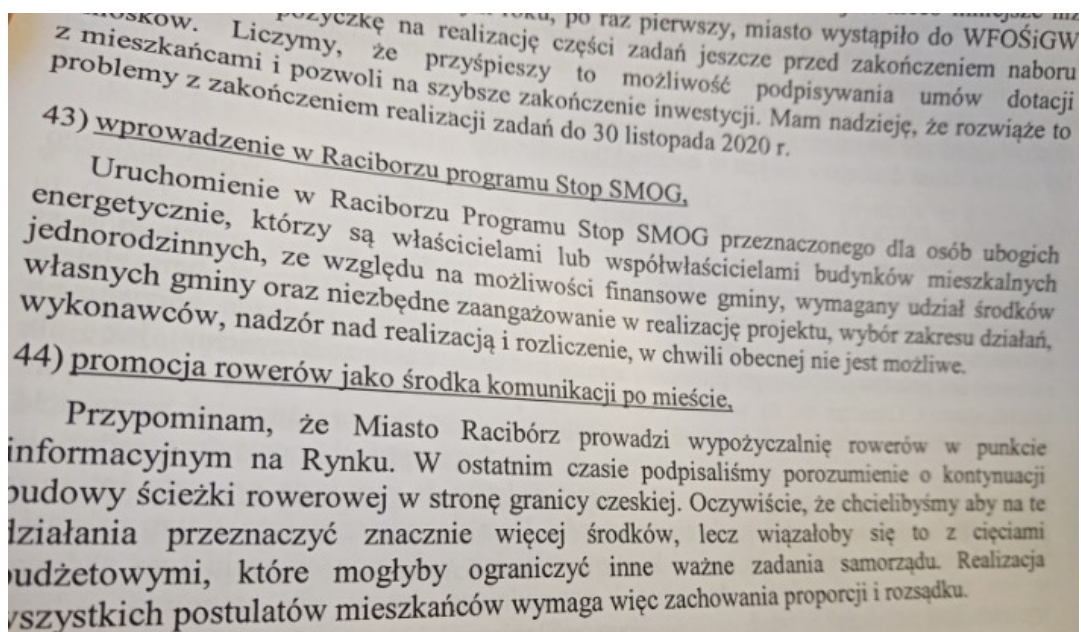 pożyczkę na realizację części zadań jeszcze przed zakończeniem naboru
po raz pierwszy, miasto wystąpiło do WFOŚiGW
Liczymy, że przyśpieszy to możliwość podpisywania umów dotacji
z mieszkańcami i pozwoli na szybsze zakończenie inwestycji. Mam nadzieję, że rozwiąże to
problemy z zakończeniem realizacji zadań do 30 listopada 2020 r.
43) wprowadzenie w Raciborzu programu Stop SMOG,
Uruchomienie w Raciborzu Programu Stop SMOG przeznaczonego dla osób ubogich
energetycznie, którzy są właścicielami lub współwłaścicielami budynków mieszkalnych
jednorodzinnych, ze względu na możliwości finansowe gminy, wymagany udział środków
własnych gminy oraz niezbędne zaangażowanie w realizację projektu, wybór zakresu działań,
wykonawców, nadzór nad realizacją i rozliczenie, w chwili obecnej nie jest możliwe.
44) promocja rowerów jako środka komunikacji po mieście,
Przypominam, że Miasto Racibórz prowadzi wypożyczalnię rowerów w punkcie
informacyjnym na Rynku. W ostatnim czasie podpisaliśmy porozumienie o kontynuacji
budowy ścieżki rowerowej w stronę granicy czeskiej. Oczywiście, że chcielibyśmy aby na te
działania przeznaczyć znacznie więcej środków, lecz wiązałoby się to z cięciami
budżetowymi, które mogłyby ograniczyć inne ważne zadania samorządu. Realizacja
wszystkich postulatów mieszkańców wymaga więc zachowania proporcji i rozsądku.